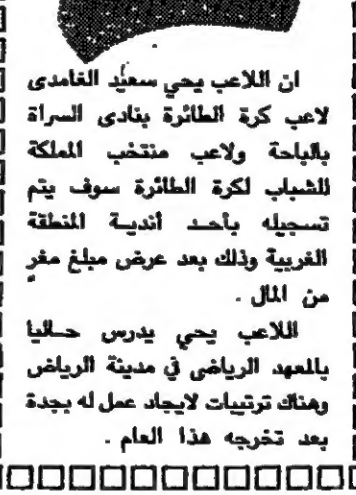 ان اللاعب يحي سعيد الغامدى
لاعب كرة الطائرة بنادى السراة
بالباحة ولاعب منتخب المملكة
للشباب لكرة الطائرة سوف يتم
تسجيله بأحد أندية المنطقة
الغربية وذلك بعد عرض مبلغ مغر
من المال .
اللاعب يحي يدرس حاليا
بالمعهد الرياضى في مدينة الرياض
وهناك ترتيبات لايجاد عمل له بجدة
بعد تخرجه هذا العام .